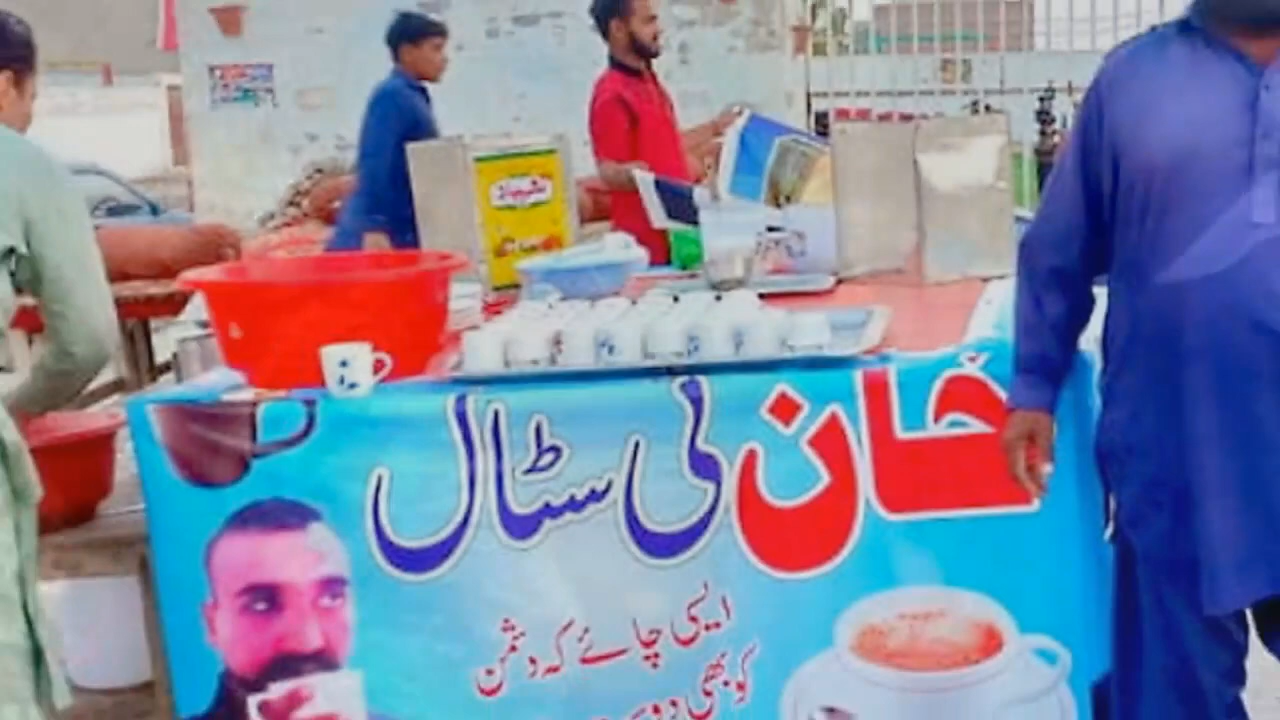 خان ٹی سٹال
ایسی چائے کہ دشمن
کو بھی